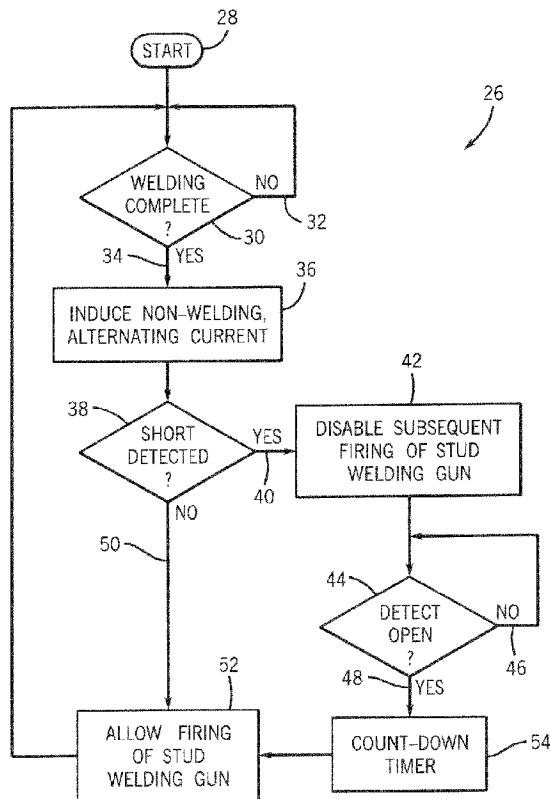 28
START
26
WELDING
COMPLETE
?
NO
32
30
34
YES
36
INDUCE NON-WELDING,
ALTERNATING CURRENT
38
SHORT
DETECTED
?
YES
40
NO
42
DISABLE SUBSEQUENT
FIRING OF STUD
WELDING GUN
50
44
DETECT
OPEN
?
NO
46
48
YES
52
ALLOW FIRING
OF STUD
WELDING GUN
COUNT-DOWN
TIMER
54